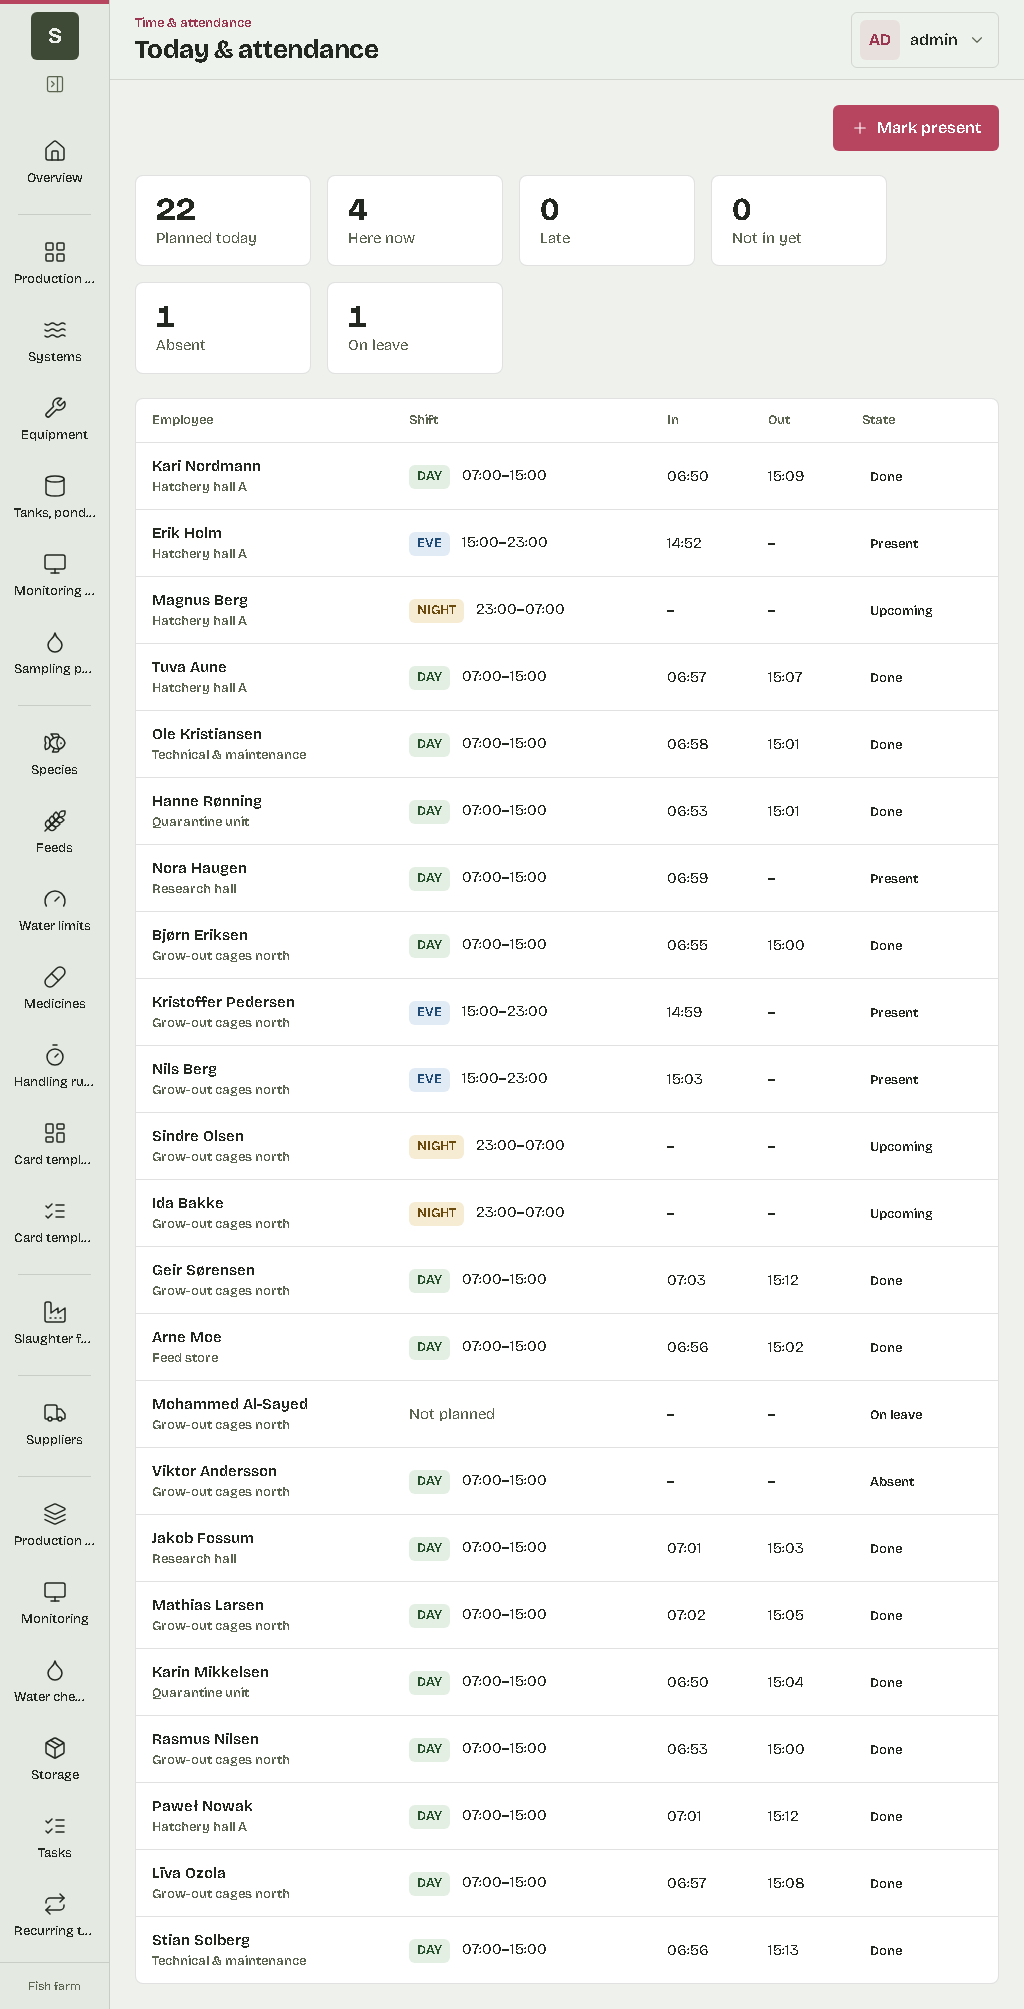 S
Time & attendance
Today & attendance
AD admin
Overview
Production ...
Systems
Equipment
Tanks, pond...
Monitoring ...
Sampling p...
Species
Feeds
Water limits
Medicines
Handling ru...
Card templ...
Card templ...
Slaughter f...
Suppliers
Production ...
Monitoring
Water che...
Storage
Tasks
Recurring t...
Fish farm
Mark present
22
Planned today
4
Here now
0
Late
0
Not in yet
1
Absent
1
On leave
Employee Shift In Out State
Kari Nordmann
Hatchery hall A
DAY 07:00–15:00 06:50 15:09 Done
Erik Holm
Hatchery hall A
EVE 15:00–23:00 14:52 – Present
Magnus Berg
Hatchery hall A
NIGHT 23:00–07:00 – – Upcoming
Tuva Aune
Hatchery hall A
DAY 07:00–15:00 06:57 15:07 Done
Ole Kristiansen
Technical & maintenance
DAY 07:00–15:00 06:58 15:01 Done
Hanne Rønning
Quarantine unit
DAY 07:00–15:00 06:53 15:01 Done
Nora Haugen
Research hall
DAY 07:00–15:00 06:59 – Present
Bjørn Eriksen
Grow-out cages north
DAY 07:00–15:00 06:55 15:00 Done
Kristoffer Pedersen
Grow-out cages north
EVE 15:00–23:00 14:59 – Present
Nils Berg
Grow-out cages north
EVE 15:00–23:00 15:03 – Present
Sindre Olsen
Grow-out cages north
NIGHT 23:00–07:00 – – Upcoming
Ida Bakke
Grow-out cages north
NIGHT 23:00–07:00 – – Upcoming
Geir Sørensen
Grow-out cages north
DAY 07:00–15:00 07:03 15:12 Done
Arne Moe
Feed store
DAY 07:00–15:00 06:56 15:02 Done
Mohammed Al-Sayed
Grow-out cages north
Not planned – – On leave
Viktor Andersson
Grow-out cages north
DAY 07:00–15:00 – – Absent
Jakob Fossum
Research hall
DAY 07:00–15:00 07:01 15:03 Done
Mathias Larsen
Grow-out cages north
DAY 07:00–15:00 07:02 15:05 Done
Karin Mikkelsen
Quarantine unit
DAY 07:00–15:00 06:50 15:04 Done
Rasmus Nilsen
Grow-out cages north
DAY 07:00–15:00 06:53 15:00 Done
Paweł Nowak
Hatchery hall A
DAY 07:00–15:00 07:01 15:12 Done
Līva Ozola
Grow-out cages north
DAY 07:00–15:00 06:57 15:08 Done
Stian Solberg
Technical & maintenance
DAY 07:00–15:00 06:56 15:13 Done